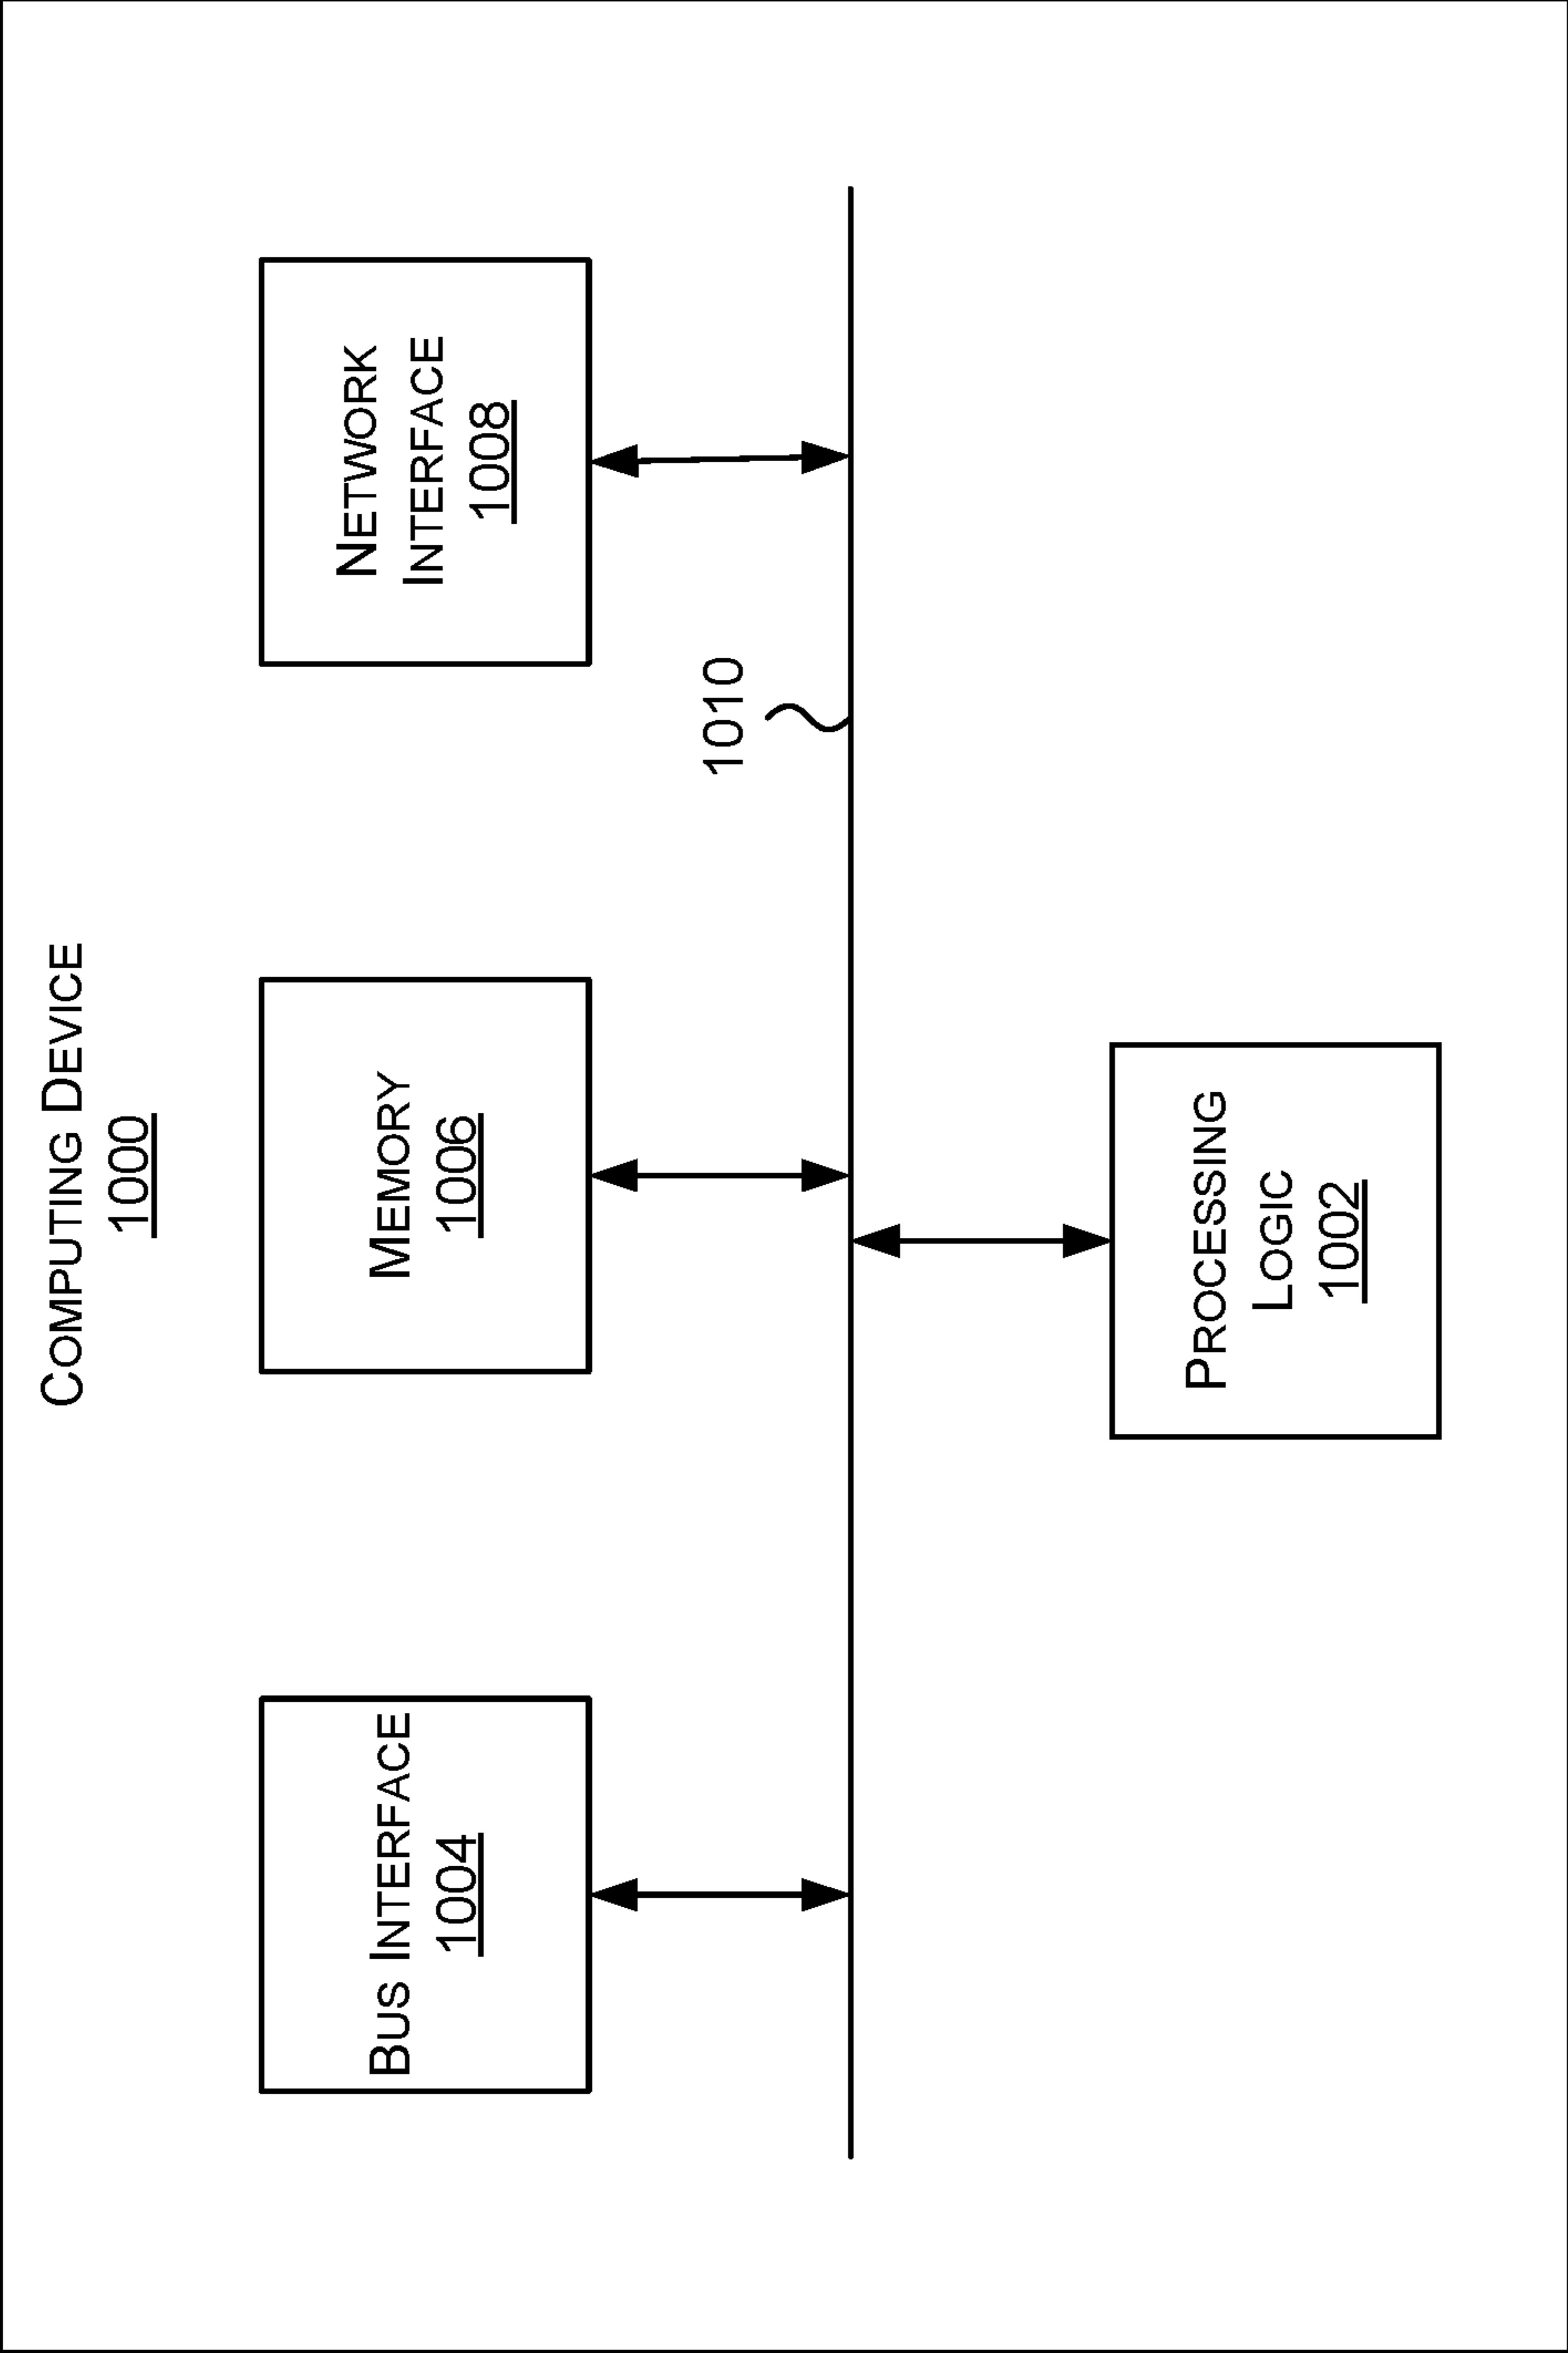 COMPUTING DEVICE
1000
BUS INTERFACE
1004
MEMORY
1006
NETWORK
INTERFACE
1008
1010
PROCESSING
LOGIC
1002